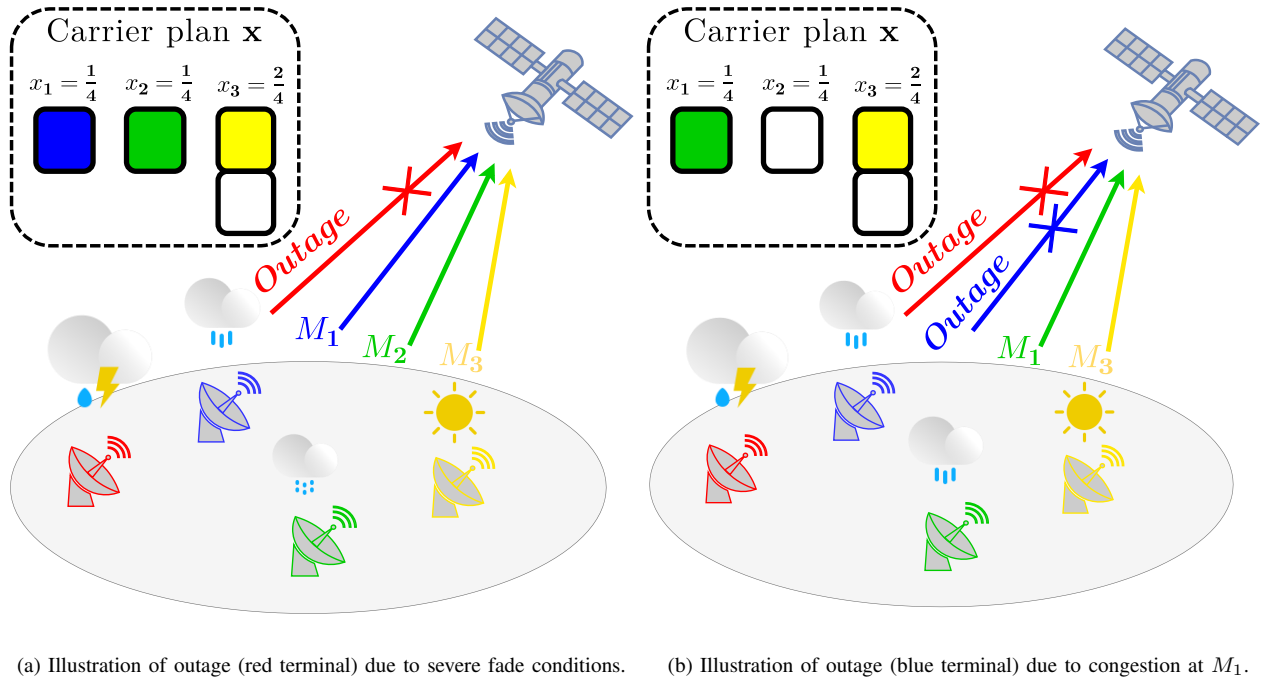 Carrier plan x
x₁ = 1/4 x₂ = 1/4 x₃ = 2/4
Outage
M₁
M₂
M₃
(a) Illustration of outage (red terminal) due to severe fade conditions.
Carrier plan x
x₁ = 1/4 x₂ = 1/4 x₃ = 2/4
Outage
Outage
M₁
M₃
(b) Illustration of outage (blue terminal) due to congestion at M₁.